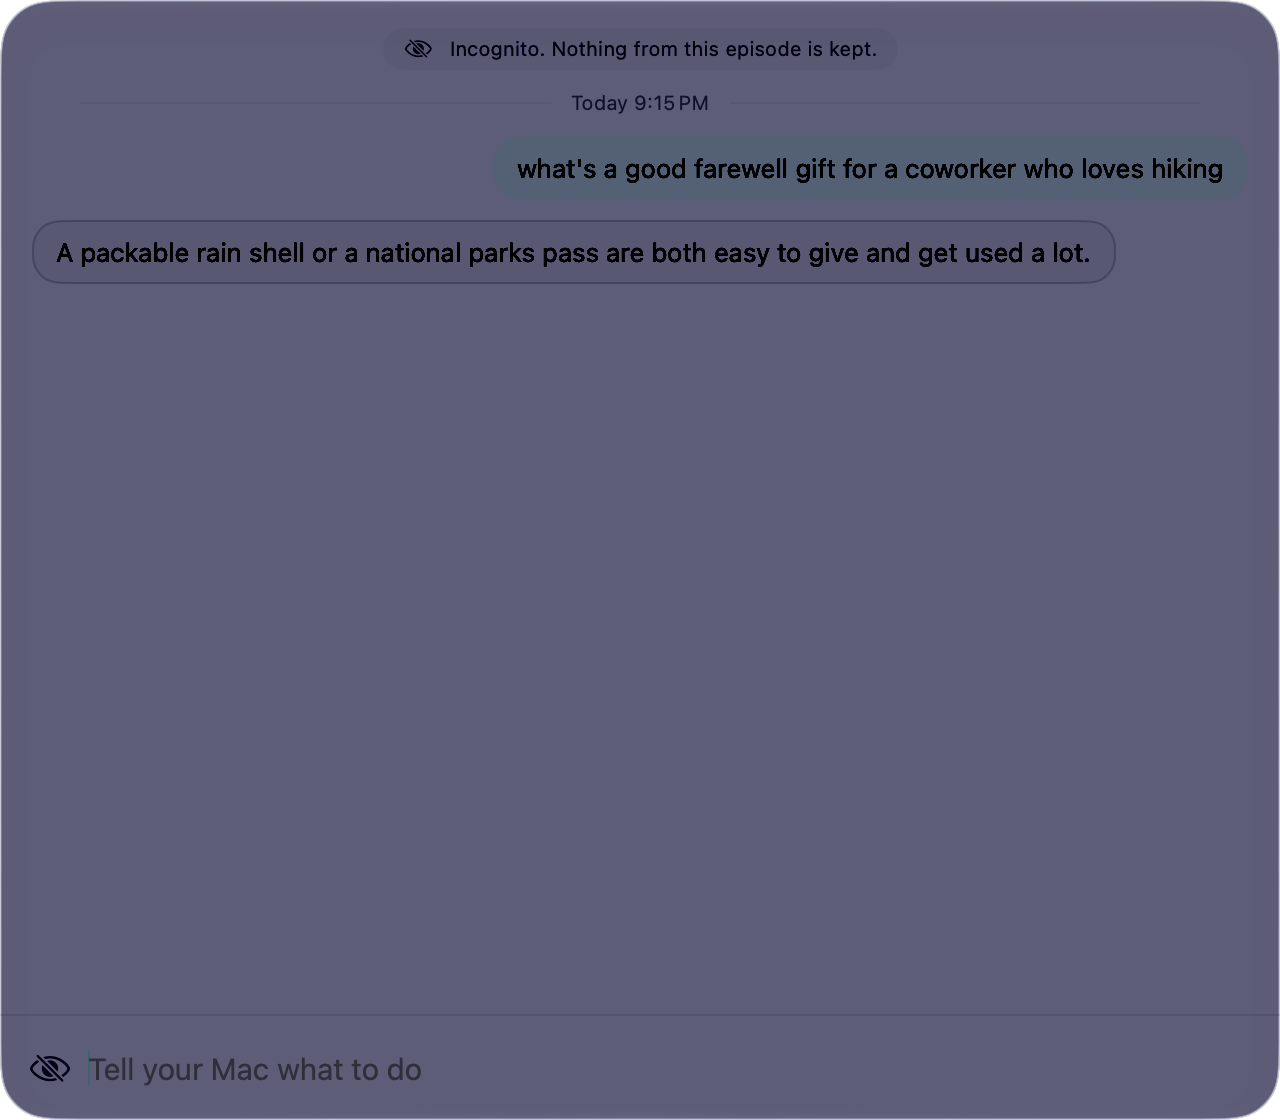 Incognito. Nothing from this episode is kept.
Today 9:15 PM
what's a good farewell gift for a coworker who loves hiking
A packable rain shell or a national parks pass are both easy to give and get used a lot.
Tell your Mac what to do